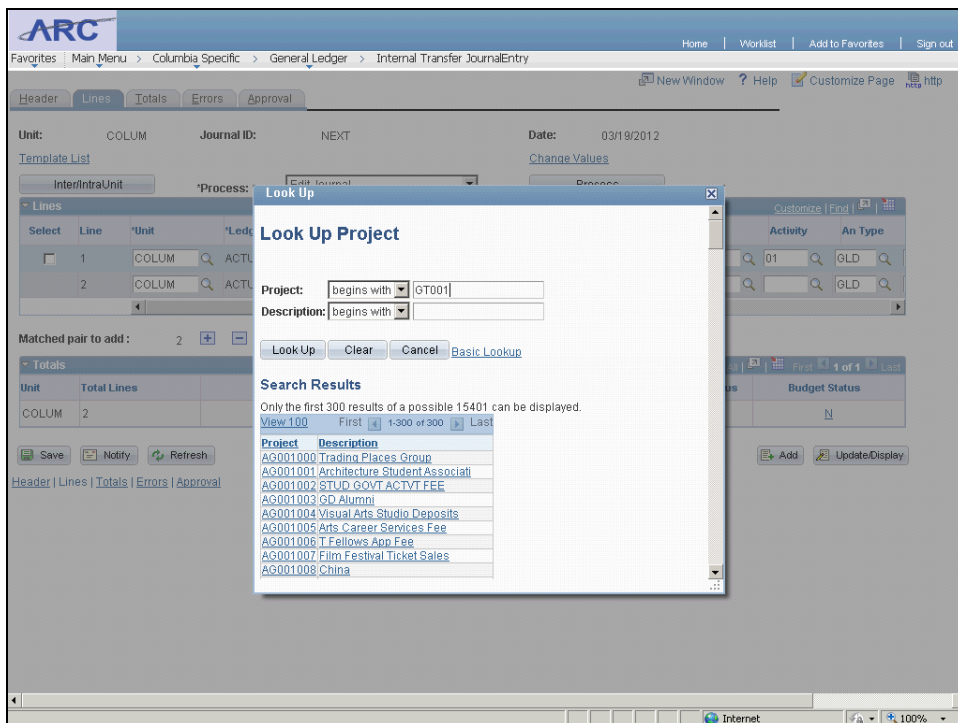 ARC
Home | Worklist | Add to Favorites | Sign out
Favorites Main Menu > Columbia Specific > General Ledger > Internal Transfer JournalEntry
New Window ? Help Customize Page http
Header Lines Totals Errors Approval
Unit: COLUM Journal ID: NEXT Date: 03/19/2012
Template List Change Values
Inter/IntraUnit *Process: Edit Journal Process
Lines Customize | Find |
Select Line *Unit *Ledg Activity An Type
1 COLUM ACTU 01 GLD
2 COLUM ACTU GLD
Matched pair to add : 2
Totals First 1 of 1 Last
Unit Total Lines Budget Status
COLUM 2 N
Save Notify Refresh Add Update/Display
Header | Lines | Totals | Errors | Approval
Look Up
Look Up Project
Project: begins with GT001
Description: begins with
Look Up Clear Cancel Basic Lookup
Search Results
Only the first 300 results of a possible 15401 can be displayed.
View 100 First 1-300 of 300 Last
Project Description
AG001000 Trading Places Group
AG001001 Architecture Student Associati
AG001002 STUD GOVT ACTVT FEE
AG001003 GD Alumni
AG001004 Visual Arts Studio Deposits
AG001005 Arts Career Services Fee
AG001006 T Fellows App Fee
AG001007 Film Festival Ticket Sales
AG001008 China
Internet 100%